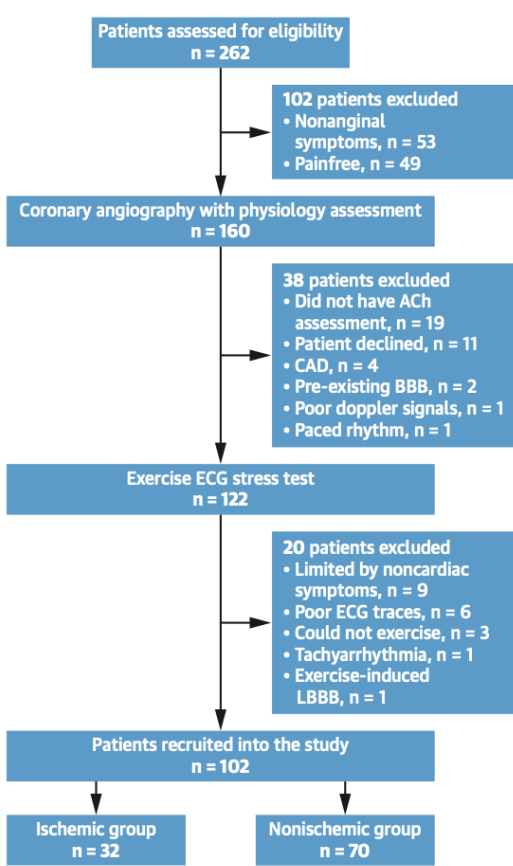 Patients assessed for eligibility
n = 262
102 patients excluded
• Nonanginal
symptoms, n = 53
• Painfree, n = 49
Coronary angiography with physiology assessment
n = 160
38 patients excluded
• Did not have ACh
assessment, n = 19
• Patient declined, n = 11
• CAD, n = 4
• Pre-existing BBB, n = 2
• Poor doppler signals, n = 1
• Paced rhythm, n = 1
Exercise ECG stress test
n = 122
20 patients excluded
• Limited by noncardiac
symptoms, n = 9
• Poor ECG traces, n = 6
• Could not exercise, n = 3
• Tachyarrhythmia, n = 1
• Exercise-induced
LBBB, n = 1
Patients recruited into the study
n = 102
Ischemic group
n = 32
Nonischemic group
n = 70